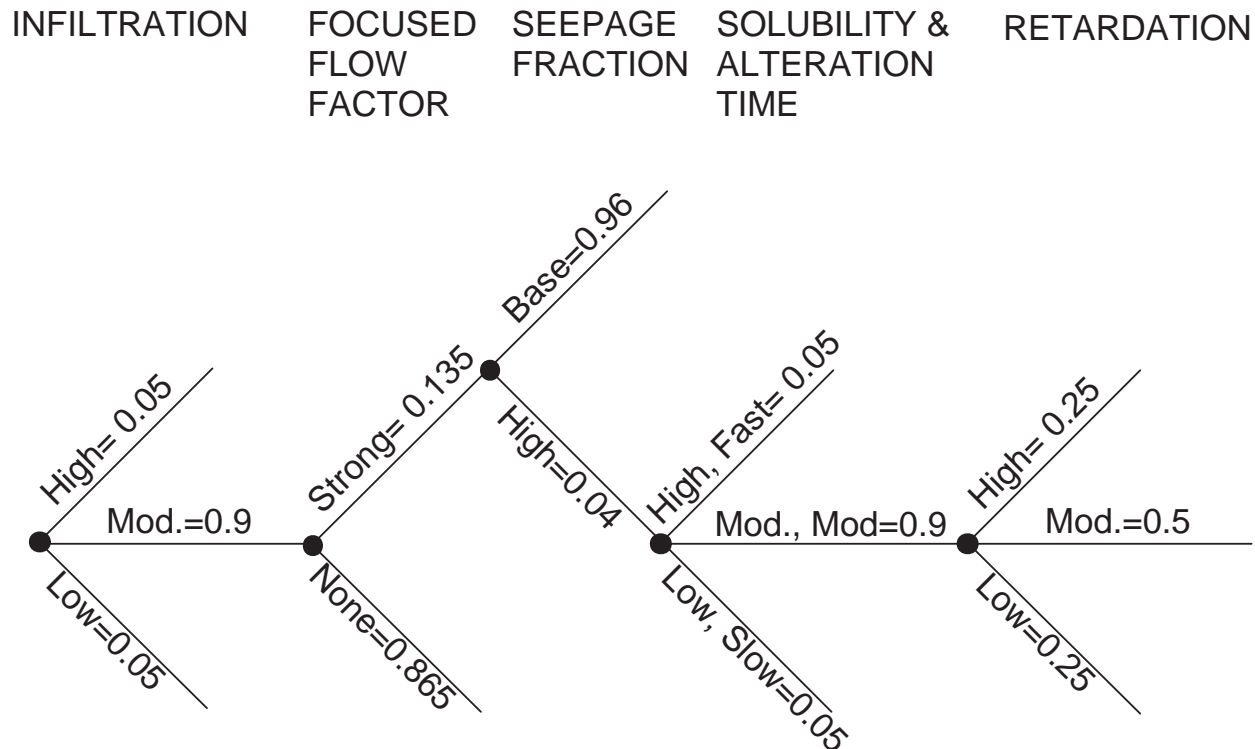 INFILTRATION
FOCUSED
FLOW
FACTOR
SEEPAGE
FRACTION
SOLUBILITY &
ALTERATION
TIME
RETARDATION
High= 0.05
Mod.=0.9
Low=0.05
Strong= 0.135
None=0.865
Base=0.96
High=0.04
High, Fast= 0.05
Mod., Mod=0.9
Low, Slow=0.05
High= 0.25
Mod.=0.5
Low=0.25